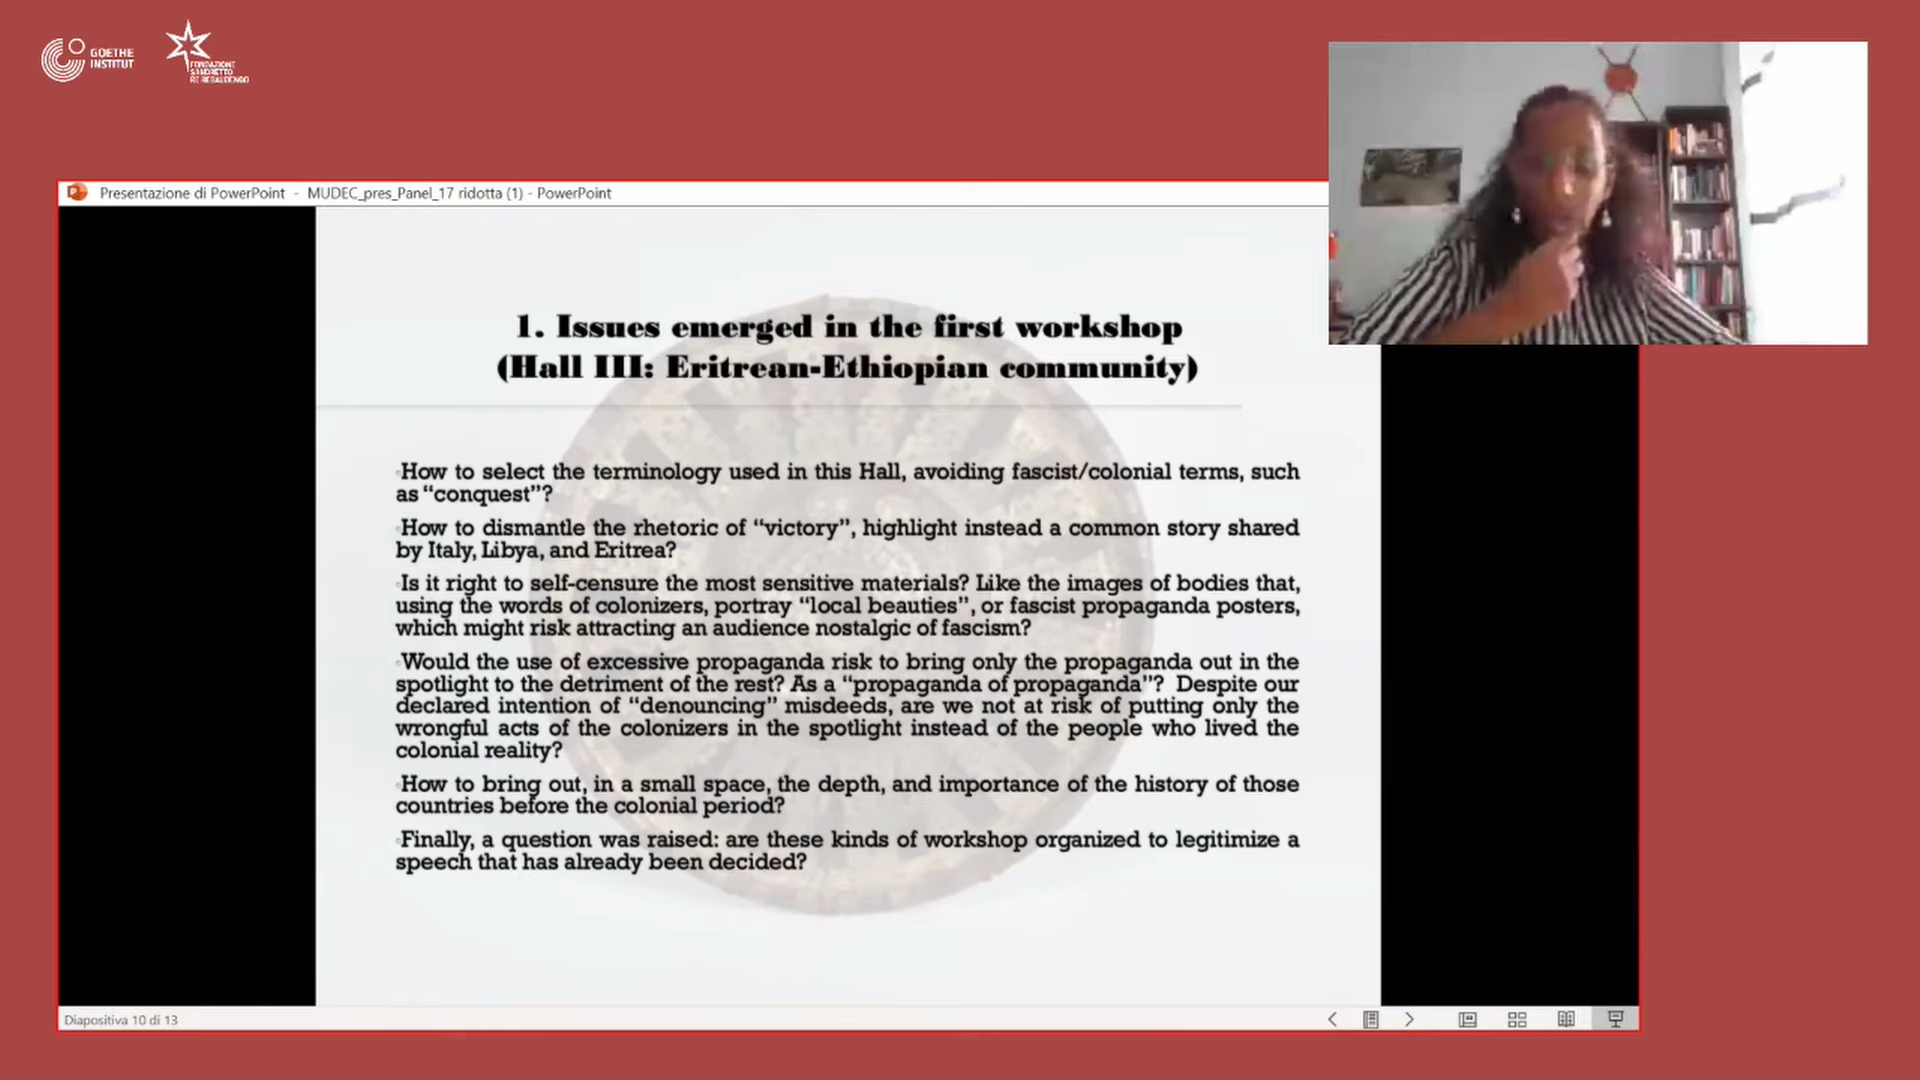 GOETHE
INSTITUT
FONDAZIONE
SANDRETTO
RE REBAUDENGO
Presentazione di PowerPoint - MUDEC_pres_Panel_17 ridotta (1) - PowerPoint
1. Issues emerged in the first workshop
(Hall III: Eritrean-Ethiopian community)
How to select the terminology used in this Hall, avoiding fascist/colonial terms, such
as “conquest”?
How to dismantle the rhetoric of “victory”, highlight instead a common story shared
by Italy, Libya, and Eritrea?
Is it right to self-censure the most sensitive materials? Like the images of bodies that,
using the words of colonizers, portray “local beauties”, or fascist propaganda posters,
which might risk attracting an audience nostalgic of fascism?
Would the use of excessive propaganda risk to bring only the propaganda out in the
spotlight to the detriment of the rest? As a “propaganda of propaganda”? Despite our
declared intention of “denouncing” misdeeds, are we not at risk of putting only the
wrongful acts of the colonizers in the spotlight instead of the people who lived the
colonial reality?
How to bring out, in a small space, the depth, and importance of the history of those
countries before the colonial period?
Finally, a question was raised: are these kinds of workshop organized to legitimize a
speech that has already been decided?
Diapositiva 10 di 13